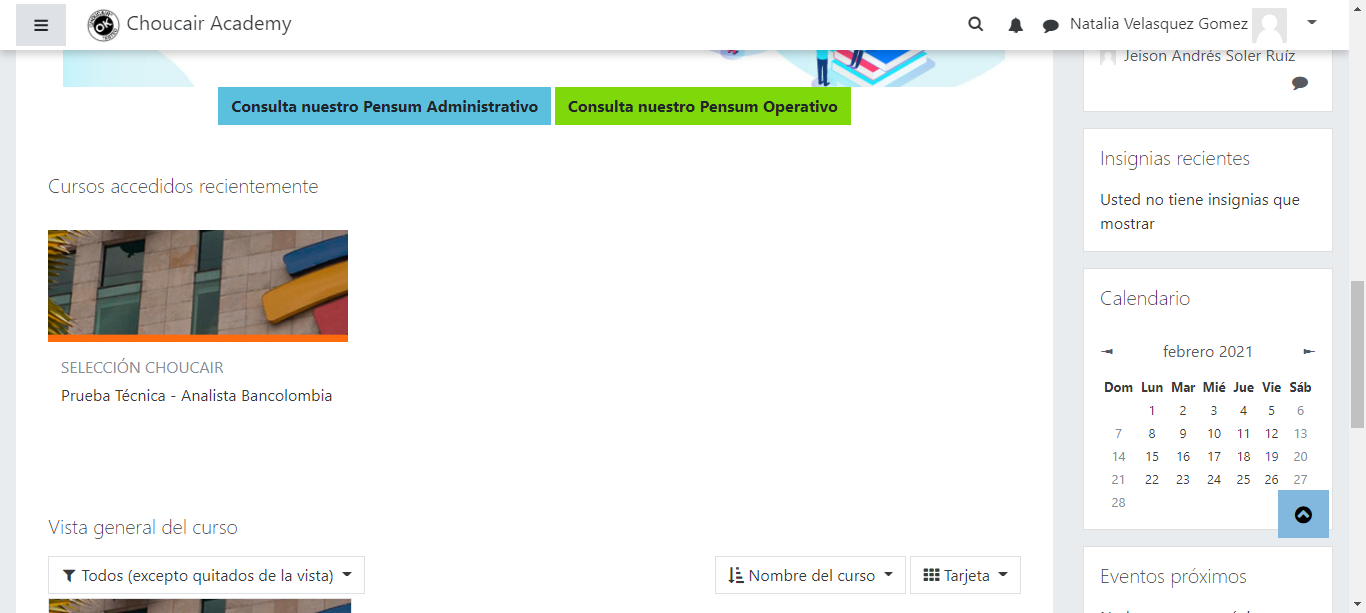 Choucair Academy
Natalia Velasquez Gomez
Consulta nuestro Pensum Administrativo
Consulta nuestro Pensum Operativo
Cursos accedidos recientemente
SELECCIÓN CHOUCAIR
Prueba Técnica - Analista Bancolombia
Vista general del curso
Todos (excepto quitados de la vista)
Nombre del curso
Tarjeta
Jeison Andrés Soler Ruíz
Insignias recientes
Usted no tiene insignias que
mostrar
Calendario
◄ febrero 2021 ►
Dom Lun Mar Mié Jue Vie Sáb
1 2 3 4 5 6
7 8 9 10 11 12 13
14 15 16 17 18 19 20
21 22 23 24 25 26 27
28
Eventos próximos